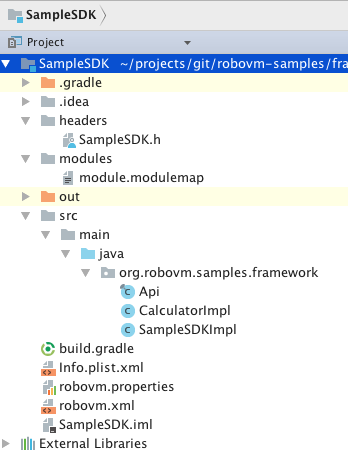 SampleSDK
Project
SampleSDK ~/projects/git/robovm-samples/fra
.gradle
.idea
headers
SampleSDK.h
modules
module.modulemap
out
src
main
java
org.robovm.samples.framework
Api
CalculatorImpl
SampleSDKImpl
build.gradle
Info.plist.xml
robovm.properties
robovm.xml
SampleSDK.iml
External Libraries